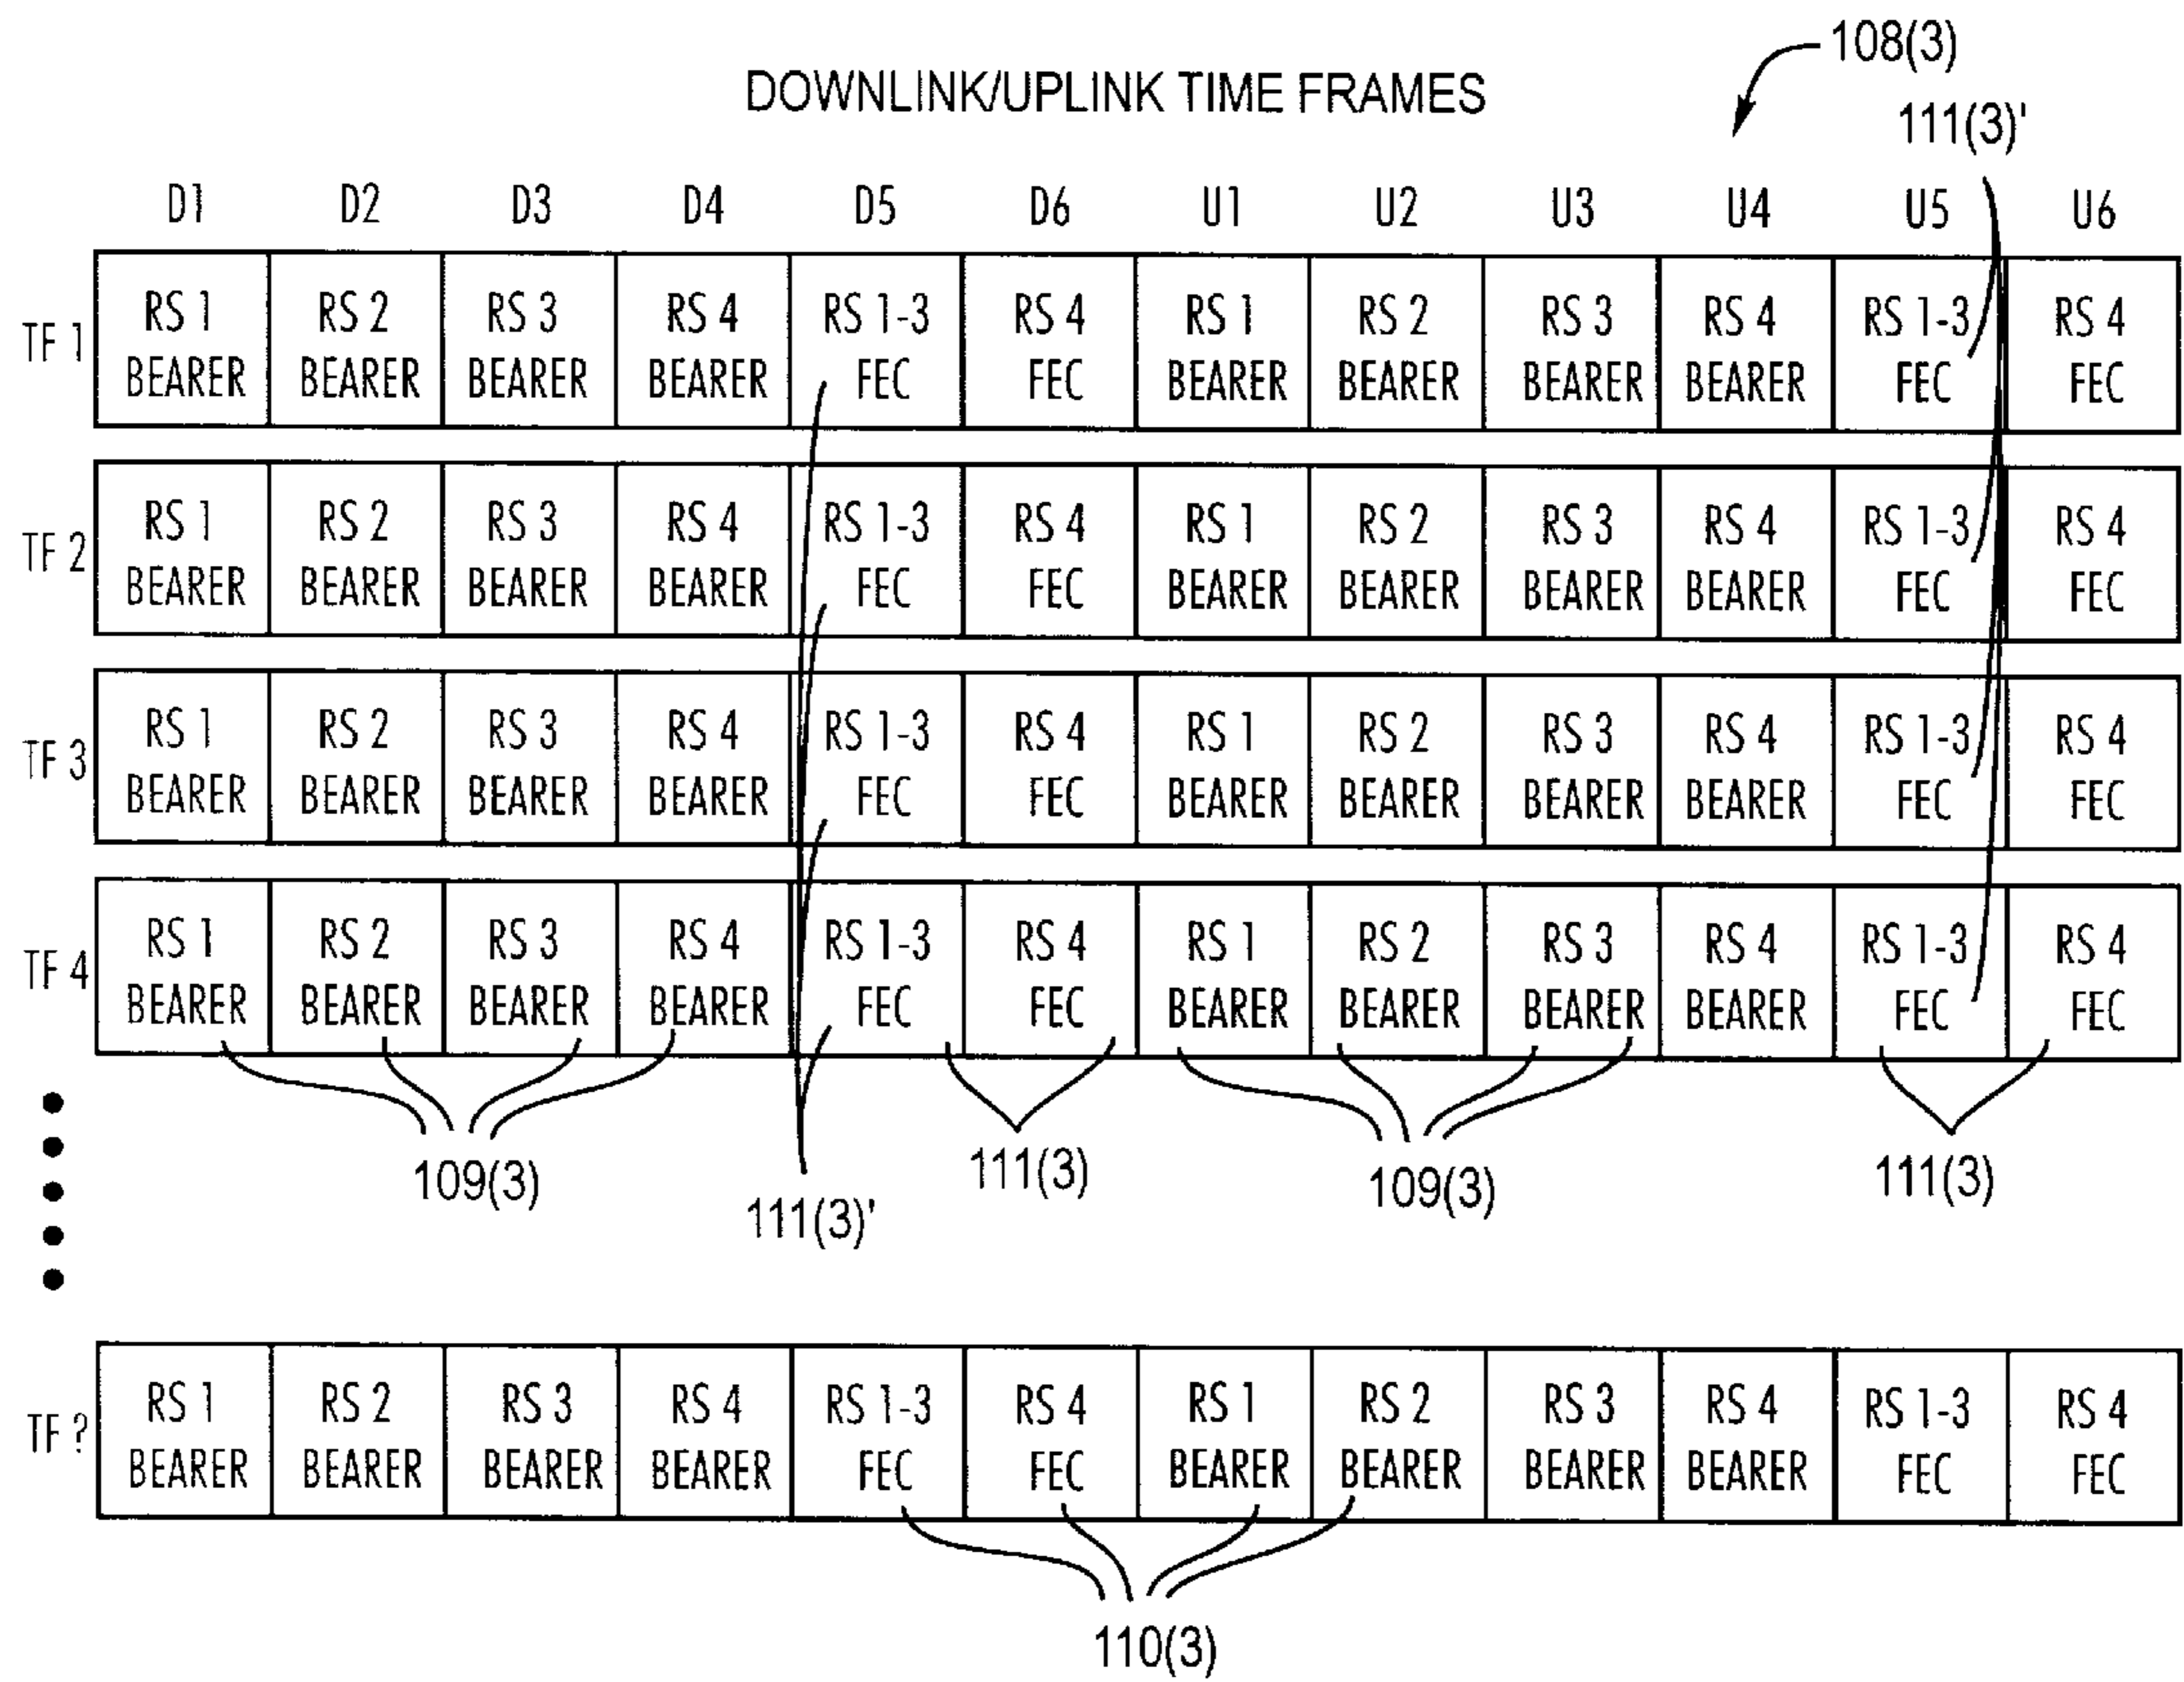 108(3)
DOWNLINK/UPLINK TIME FRAMES
111(3)'
D1 D2 D3 D4 D5 D6 U1 U2 U3 U4 U5 U6
RS 1 RS 2 RS 3 RS 4 RS 1-3 RS 4 RS 1 RS 2 RS 3 RS 4 RS 1-3 RS 4
TF 1
BEARER BEARER BEARER BEARER FEC FEC BEARER BEARER BEARER BEARER FEC FEC
RS 1 RS 2 RS 3 RS 4 RS 1-3 RS 4 RS 1 RS 2 RS 3 RS 4 RS 1-3 RS 4
TF 2
BEARER BEARER BEARER BEARER FEC FEC BEARER BEARER BEARER BEARER FEC FEC
RS 1 RS 2 RS 3 RS 4 RS 1-3 RS 4 RS 1 RS 2 RS 3 RS 4 RS 1-3 RS 4
TF 3
BEARER BEARER BEARER BEARER FEC FEC BEARER BEARER BEARER BEARER FEC FEC
RS 1 RS 2 RS 3 RS 4 RS 1-3 RS 4 RS 1 RS 2 RS 3 RS 4 RS 1-3 RS 4
TF 4
BEARER BEARER BEARER BEARER FEC FEC BEARER BEARER BEARER BEARER FEC FEC
109(3) 111(3)' 111(3) 109(3) 111(3)
RS 1 RS 2 RS 3 RS 4 RS 1-3 RS 4 RS 1 RS 2 RS 3 RS 4 RS 1-3 RS 4
TF ?
BEARER BEARER BEARER BEARER FEC FEC BEARER BEARER BEARER BEARER FEC FEC
110(3)